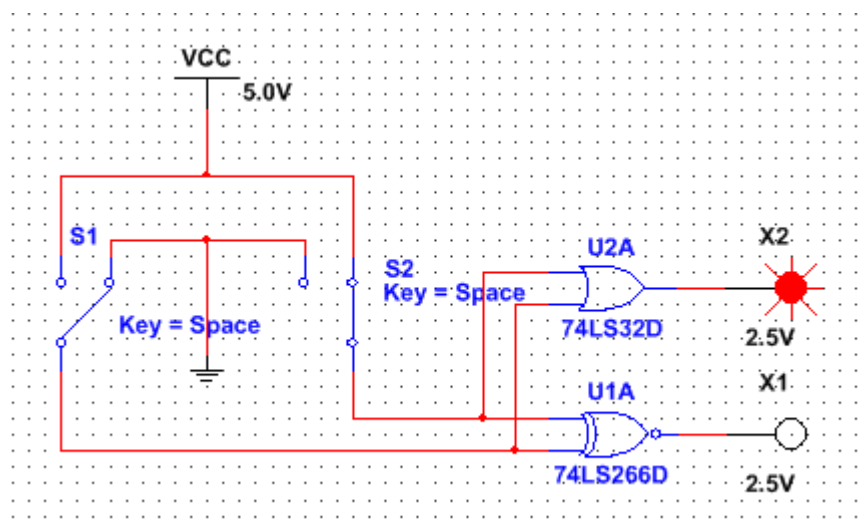 VCC
5.0V
S1
S2
Key = Space
Key = Space
U2A
X2
74LS32D
2.5V
U1A
X1
74LS266D
2.5V